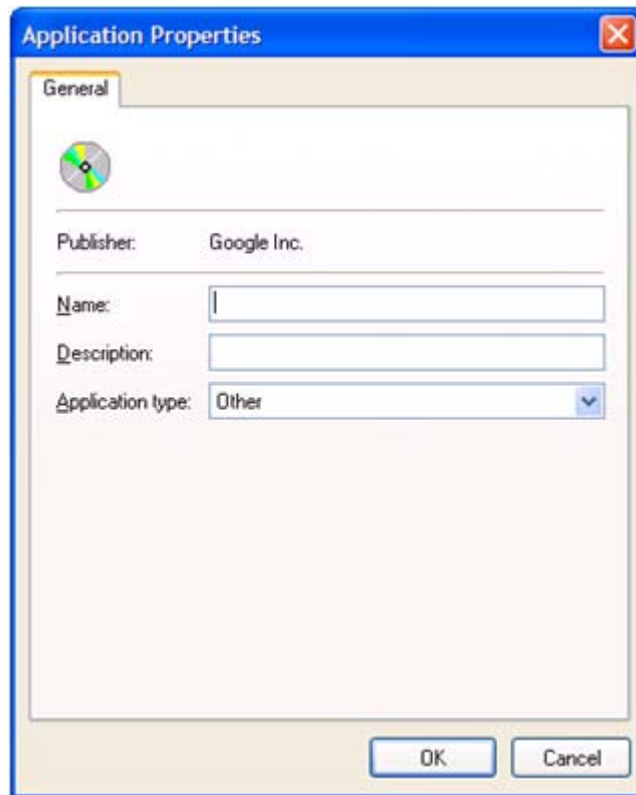 Application Properties
General
Publisher: Google Inc.
Name:
Description:
Application type: Other
OK Cancel